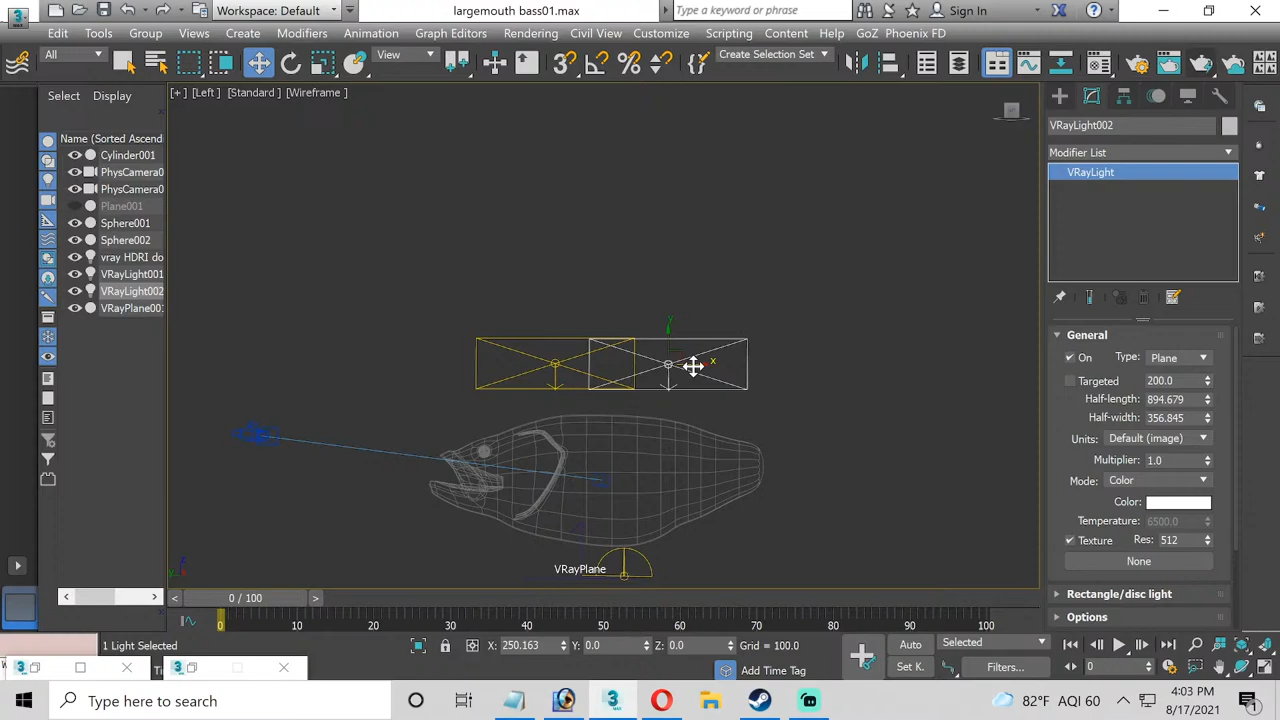 Workspace: Default
largemouth bass01.max
Type a keyword or phrase
Sign In
File
Edit
Tools
Group
Views
Create
Modifiers
Animation
Graph Editors
Rendering
Civil View
Customize
Scripting
Content
Help
GoZ
Phoenix FD
All
View
Create Selection Set
Select
Display
[+] [Left] [Standard] [Wireframe]
Name (Sorted Ascend
Cylinder001
PhysCamera0
PhysCamera0
Plane001
Sphere001
Sphere002
vray HDRI do
VRayLight001
VRayLight002
VRayPlane001
y
x
VRayPlane
z
y
x
VRayLight002
Modifier List
VRayLight
General
On
Type:
Plane
Targeted
200.0
Half-length:
894.679
Half-width:
356.845
Units:
Default (image)
Multiplier:
1.0
Mode:
Color
Color:
Temperature:
6500.0
Texture
Res:
512
None
Rectangle/disc light
Options
0 / 100
0
10
20
30
40
50
60
70
80
90
100
1 Light Selected
X: 250.163
Y: 0.0
Z: 0.0
Grid = 100.0
Auto
Selected
Add Time Tag
Set K.
Filters...
0
Type here to search
82°F AQI 60
4:03 PM
8/17/2021